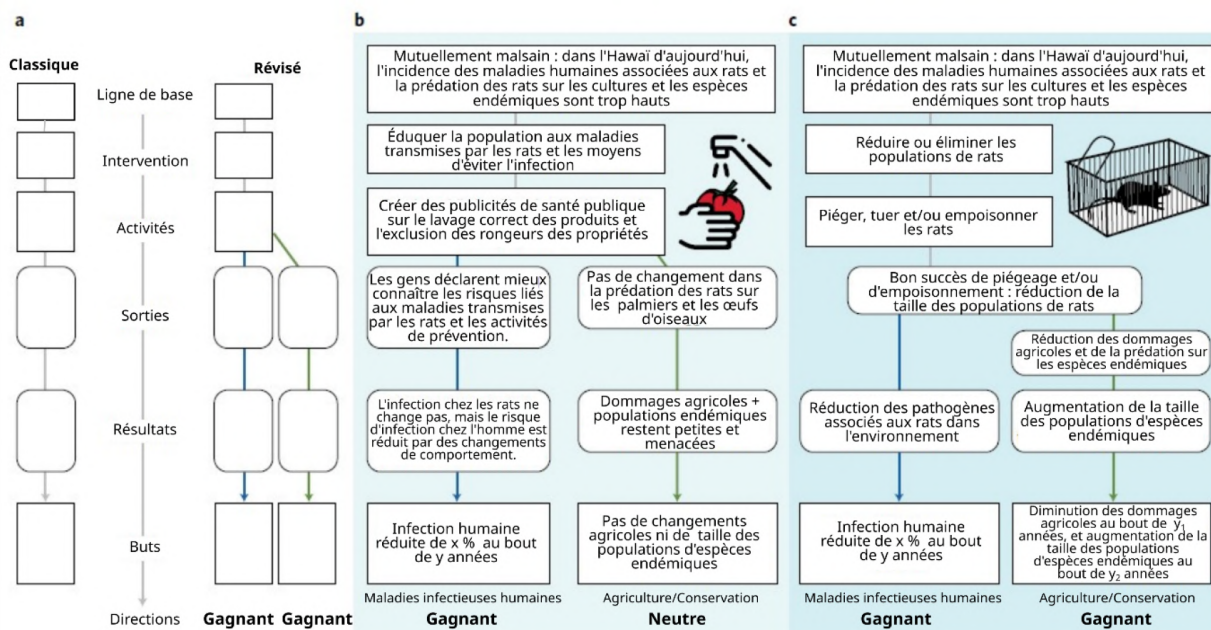 a
Classique
Révisé
Ligne de base
Intervention
Activités
Sorties
Résultats
Buts
Directions
Gagnant
Gagnant
b
Mutuellement malsain : dans l'Hawaï d'aujourd'hui,
l'incidence des maladies humaines associées aux rats et
la prédation des rats sur les cultures et les espèces
endémiques sont trop hauts
Éduquer la population aux maladies
transmises par les rats et les moyens
d'éviter l'infection
Créer des publicités de santé publique
sur le lavage correct des produits et
l'exclusion des rongeurs des propriétés
Les gens déclarent mieux
connaître les risques liés
aux maladies transmises
par les rats et les activités
de prévention.
Pas de changement dans
la prédation des rats sur
les palmiers et les œufs
d'oiseaux
L'infection chez les rats ne
change pas, mais le risque
d'infection chez l'homme est
réduit par des changements
de comportement.
Dommages agricoles +
populations endémiques
restent petites et
menacées
Infection humaine
réduite de x % au bout
de y années
Pas de changements
agricoles ni de taille des
populations d'espèces
endémiques
Maladies infectieuses humaines
Gagnant
Agriculture/Conservation
Neutre
c
Mutuellement malsain : dans l'Hawaï d'aujourd'hui,
l'incidence des maladies humaines associées aux rats et
la prédation des rats sur les cultures et les espèces
endémiques sont trop hauts
Réduire ou éliminer les
populations de rats
Piéger, tuer et/ou empoisonner
les rats
Bon succès de piégeage et/ou
d'empoisonnement : réduction de la
taille des populations de rats
Réduction des dommages
agricoles et de la prédation sur
les espèces endémiques
Réduction des pathogènes
associés aux rats dans
l'environnement
Augmentation de la taille
des populations d'espèces
endémiques
Infection humaine
réduite de x % au bout
de y années
Diminution des dommages
agricoles au bout de y₁
années, et augmentation de la
taille des populations
d'espèces endémiques au
bout de y₂ années
Maladies infectieuses humaines
Gagnant
Agriculture/Conservation
Gagnant